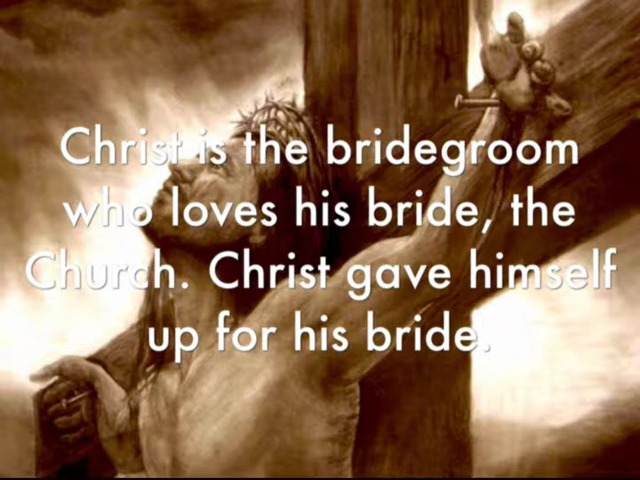 Christ is the bridegroom
who loves his bride, the
Church. Christ gave himself
up for his bride.